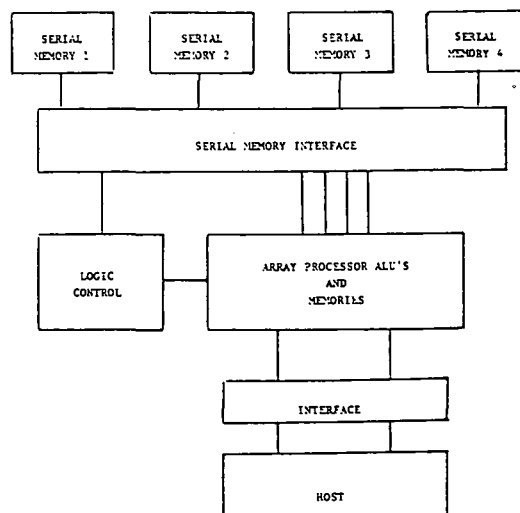 SERIAL
MEMORY 1
SERIAL
MEMORY 2
SERIAL
MEMORY 3
SERIAL
MEMORY 4
SERIAL MEMORY INTERFACE
LOGIC
CONTROL
ARRAY PROCESSOR ALU'S
AND
MEMORIES
INTERFACE
HOST